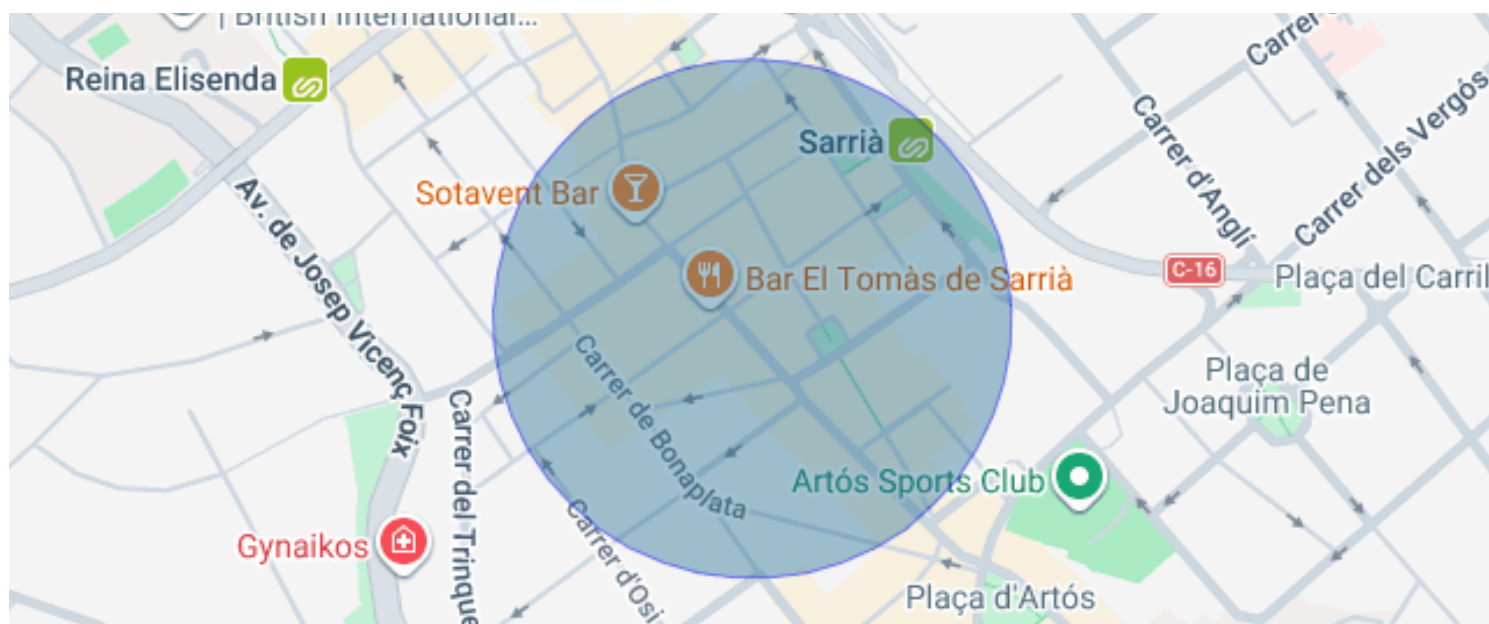 | British International...
Reina Elisenda
Sarrià
Sotavent Bar
Bar El Tomàs de Sarrià
Av. de Josep Vicenç Foix
Carrer de Bonaplata
Carrer del Trinque
Carrer d'Osi
Gynaikos
Artós Sports Club
Plaça d'Artós
Carrer
Carrer d'Anglí
Carrer dels Vergós
C-16
Plaça del Carril
Plaça de
Joaquim Pena